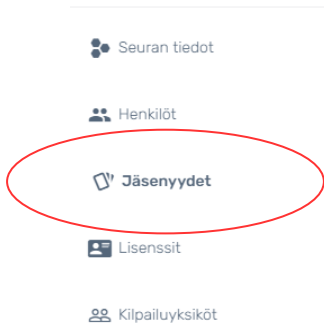 Seuran tiedot
Henkilöt
Jäsenyydet
Lisenssit
Kilpailuyksiköt